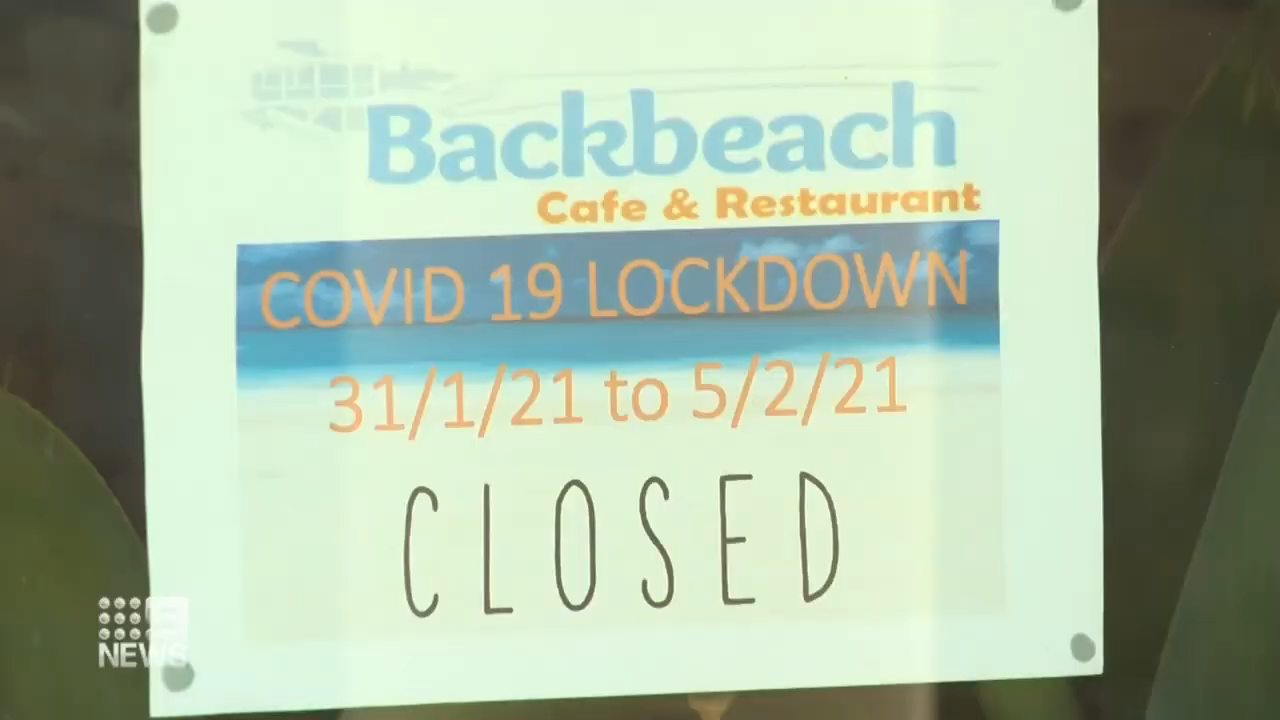 Backbeach
Cafe & Restaurant
COVID 19 LOCKDOWN
31/1/21 to 5/2/21
CLOSED
NEWS